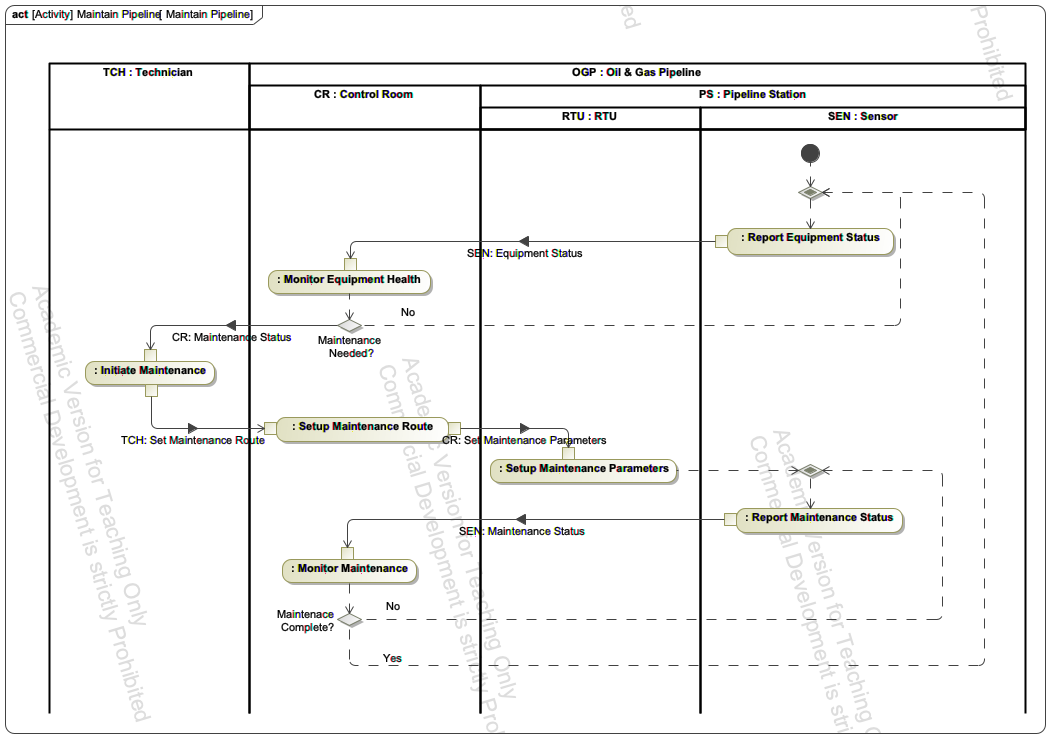 act [Activity] Maintain Pipeline[ Maintain Pipeline]
ed
Prohibited
TCH : Technician
OGP : Oil & Gas Pipeline
CR : Control Room
PS : Pipeline Station
RTU : RTU
SEN : Sensor
: Report Equipment Status
SEN: Equipment Status
: Monitor Equipment Health
No
CR: Maintenance Status
Maintenance
Needed?
: Initiate Maintenance
: Setup Maintenance Route
TCH: Set Maintenance Route
CR: Set Maintenance Parameters
: Setup Maintenance Parameters
: Report Maintenance Status
SEN: Maintenance Status
: Monitor Maintenance
No
Maintenace
Complete?
Yes
Academic Version for Teaching Only
Commercial Development is strictly Prohibited
Academic Version for Teaching Only
Commercial Development is strictly Pro
Academic Version for Teaching O
Commercial Development is stri